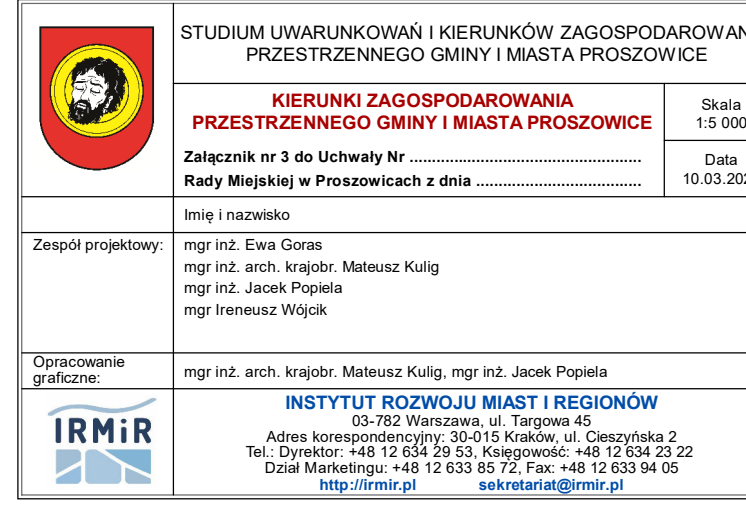 STUDIUM UWARUNKOWAŃ I KIERUNKÓW
PRZESTRZENNEGO GMINY I MIASTA PROSZOWICE
KIERUNKI ZAGOSPODAROWANIA
PRZESTRZENNEGO GMINY I MIASTA PROSZOWICE
Skala
1:5 000
Załącznik nr 3 do Uchwały Nr ....................................................
Rady Miejskiej w Proszowicach z dnia .....................................
Data
10.03.202
Imię i nazwisko
Zespół projektowy:
mgr inż. Ewa Goras
mgr inż. arch. krajobr. Mateusz Kulig
mgr inż. Jacek Popiela
mgr Ireneusz Wójcik
Opracowanie
graficzne:
mgr inż. arch. krajobr. Mateusz Kulig, mgr inż. Jacek Popiela
IRMiR
INSTYTUT ROZWOJU MIAST I REGIONÓW
03-782 Warszawa, ul. Targowa 45
Adres korespondencyjny: 30-015 Kraków, ul. Cieszyńska 2
Tel.: Dyrektor: +48 12 634 29 53, Księgowość: +48 12 634 23 22
Dział Marketingu: +48 12 633 85 72, Fax: +48 12 633 94 05
http://irmir.pl sekretariat@irmir.pl